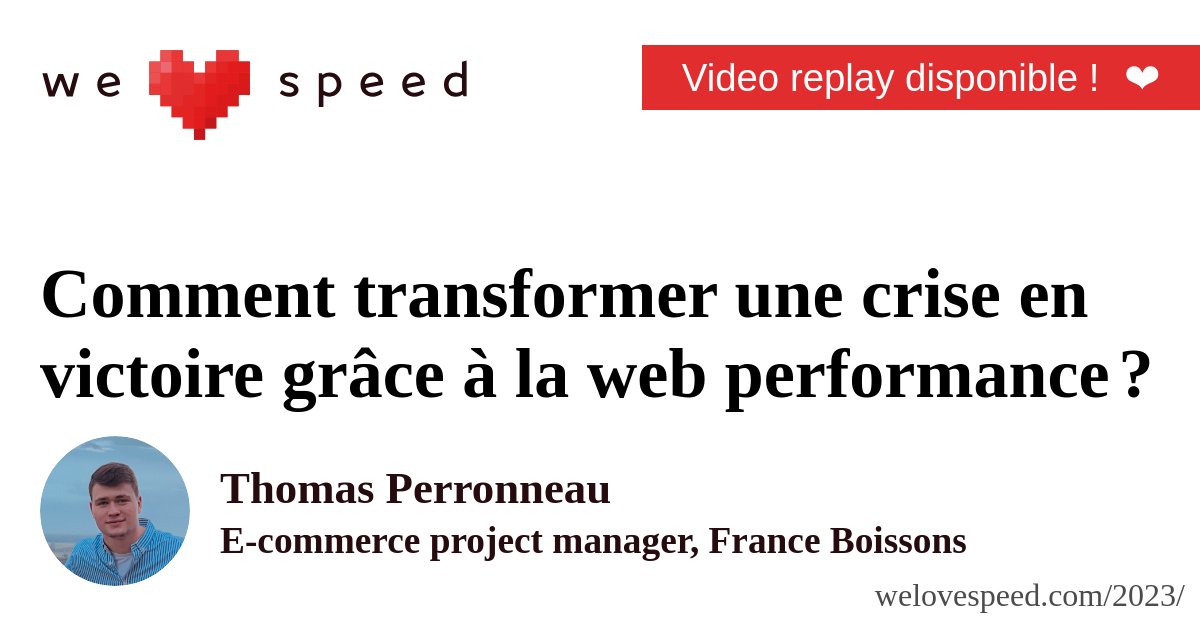 we ❤ speed
Video replay disponible ! ❤
Comment transformer une crise en
victoire grâce à la web performance ?
Thomas Perronneau
E-commerce project manager, France Boissons
welovespeed.com/2023/